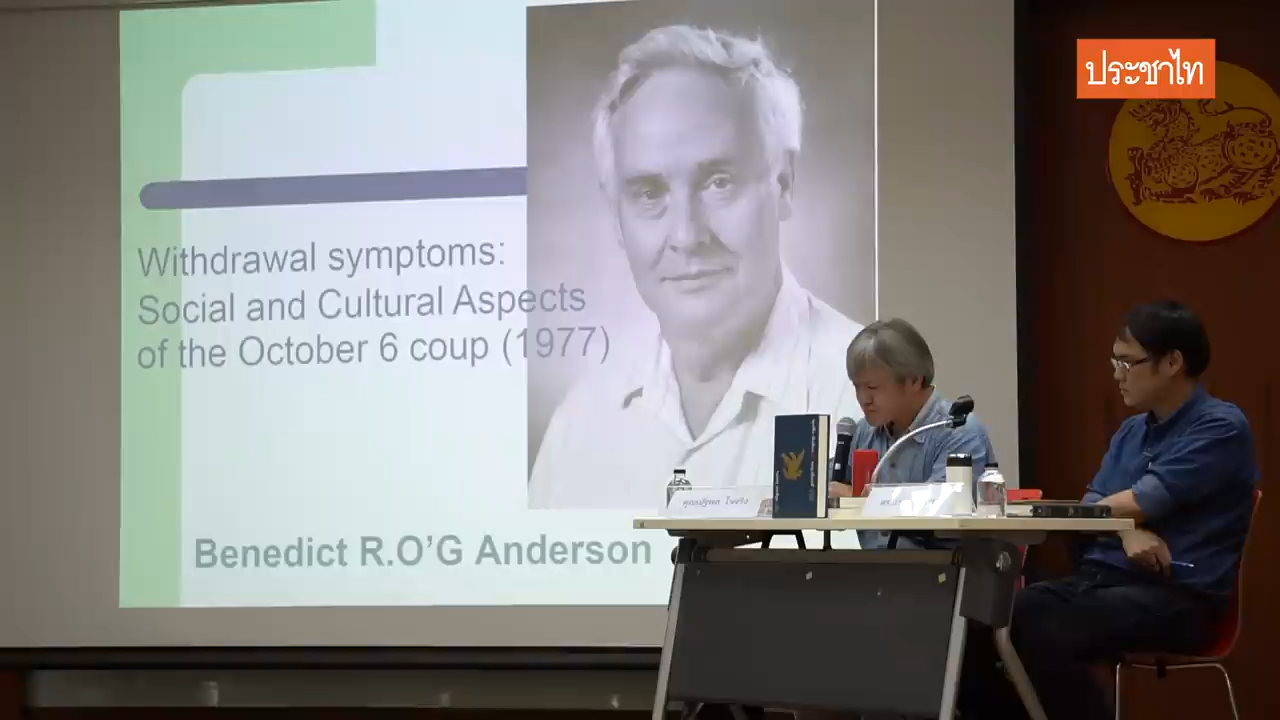 ประชาไท
Withdrawal symptoms:
Social and Cultural Aspects
of the October 6 coup (1977)
Benedict R.O'G Anderson